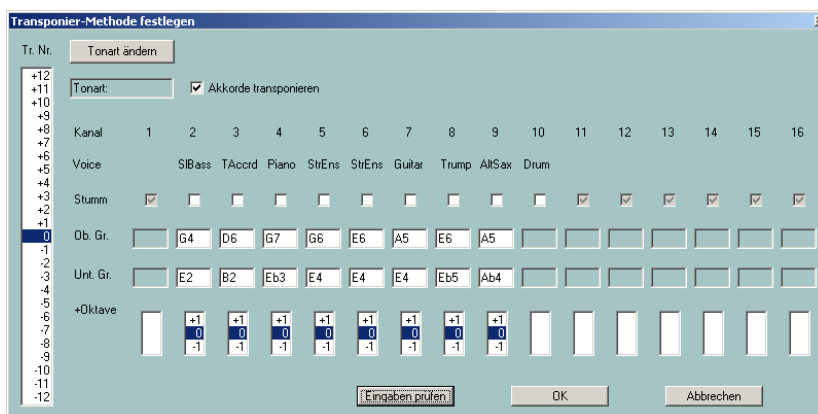 Transponier-Methode festlegen
Tr. Nr.
Tonart ändern
+12
+11
+10
+9
+8
+7
+6
+5
+4
+3
+2
+1
0
-1
-2
-3
-4
-5
-6
-7
-8
-9
-10
-11
-12
Tonart:
Akkorde transponieren
Kanal 1 2 3 4 5 6 7 8 9 10 11 12 13 14 15 16
Voice SlBass TAccrd Piano StrEns StrEns Guitar Trump AltSax Drum
Stumm
Ob. Gr. G4 D6 G7 G6 E6 A5 E6 A5
Unt. Gr. E2 B2 Eb3 E4 E4 E4 Eb5 Ab4
+Oktave
+1 +1 +1 +1 +1 +1 +1 +1
0 0 0 0 0 0 0 0
-1 -1 -1 -1 -1 -1 -1 -1
Eingaben prüfen OK Abbrechen